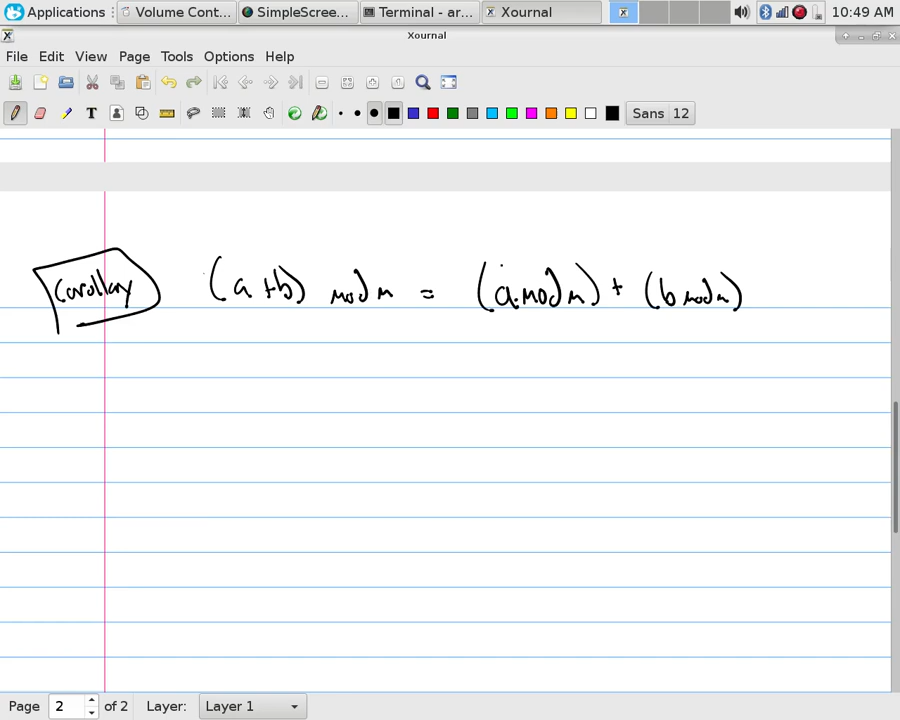 Applications Volume Cont... SimpleScree... Terminal - ar... Xournal 10:49 AM
Xournal
File Edit View Page Tools Options Help
T Sans 12
Corollary (a+b) mod m = (a mod m) + (b mod m)
Page 2 of 2 Layer: Layer 1